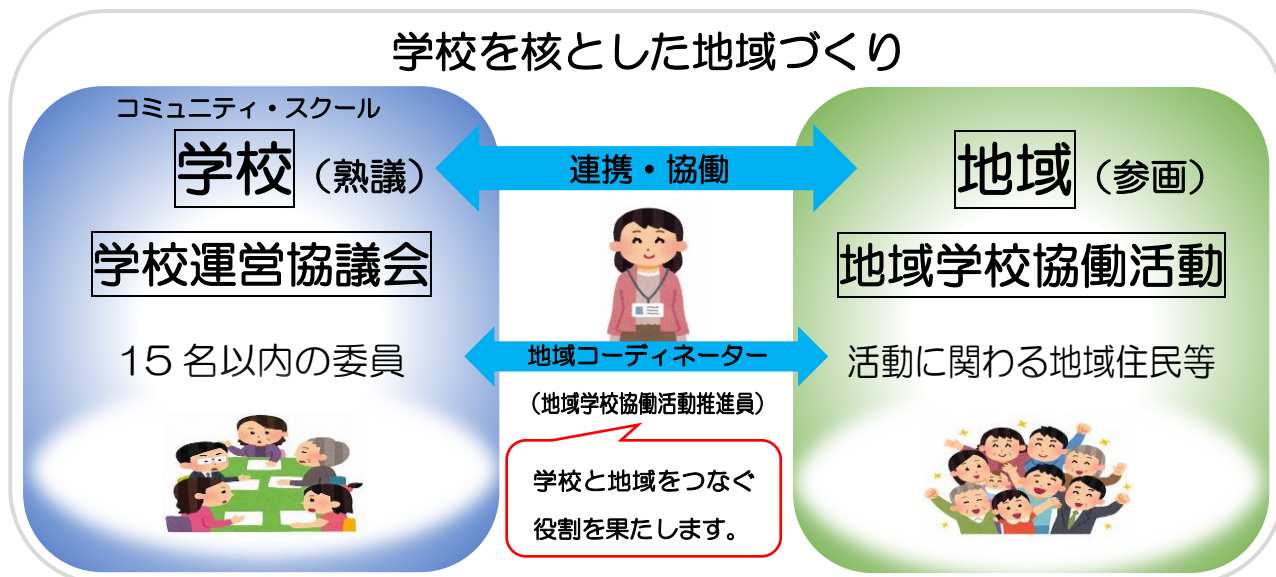 学校を核とした地域づくり
コミュニティ・スクール
学校（熟議）
学校運営協議会
15名以内の委員
連携・協働
地域コーディネーター
（地域学校協働活動推進員）
学校と地域をつなぐ
役割を果たします。
地域（参画）
地域学校協働活動
活動に関わる地域住民等